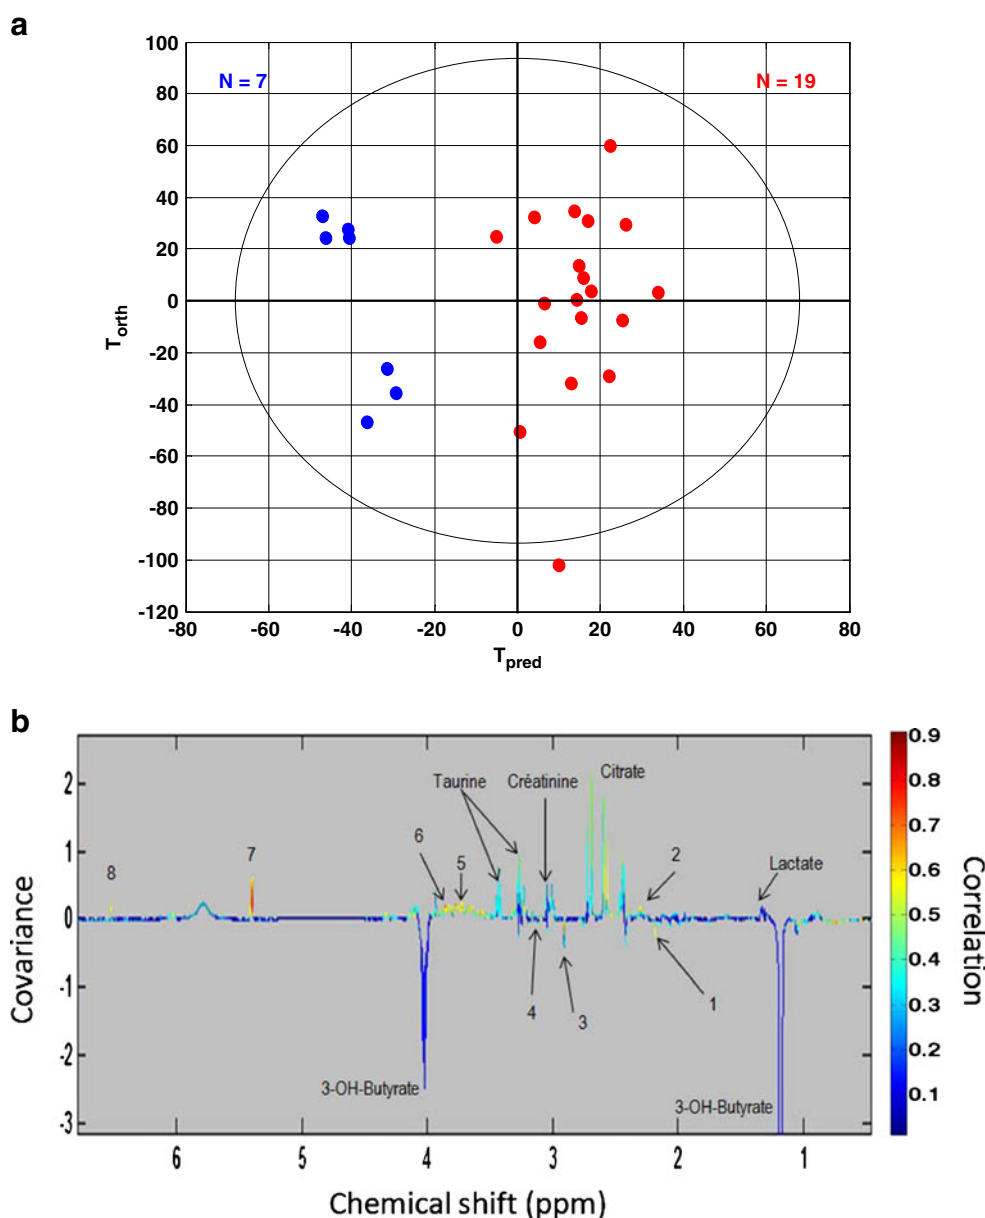 a
N = 7
N = 19
100
80
60
40
20
0
-20
-40
-60
-80
-100
-120
T_orth
-80 -60 -40 -20 0 20 40 60 80
T_pred
b
Taurine
Créatinine
Citrate
Lactate
8
7
6
5
2
4
3
1
3-OH-Butyrate
3-OH-Butyrate
2
1
0
-1
-2
-3
Covariance
6 5 4 3 2 1
Chemical shift (ppm)
0.9
0.8
0.7
0.6
0.5
0.4
0.3
0.2
0.1
Correlation